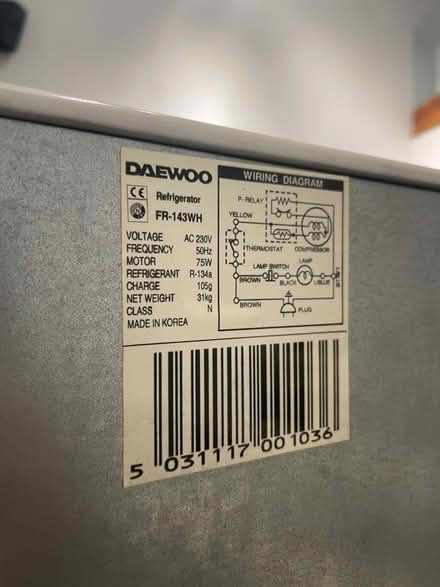 DAEWOO
CE Refrigerator
FR-143WH
VOLTAGE AC 230V
FREQUENCY 50Hz
MOTOR 75W
REFRIGERANT R-134a
CHARGE 105g
NET WEIGHT 31kg
CLASS N
MADE IN KOREA
WIRING DIAGRAM
P-RELAY
YELLOW
THERMOSTAT COMPRESSOR
LAMP SWITCH LAMP
BROWN BLACK L/BLUE
BROWN PLUG
5 031117 001036